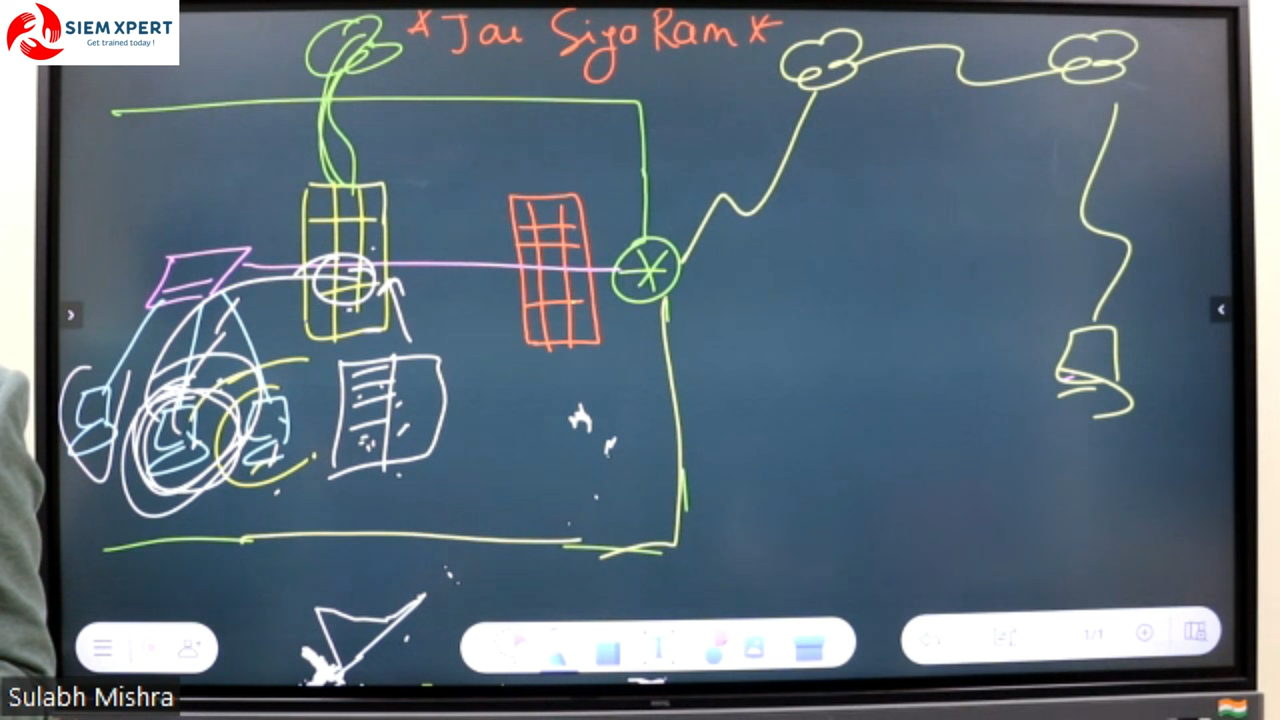 SIEM XPERT
Get trained today !
* Jai Siya Ram *
1/1
Sulabh Mishra